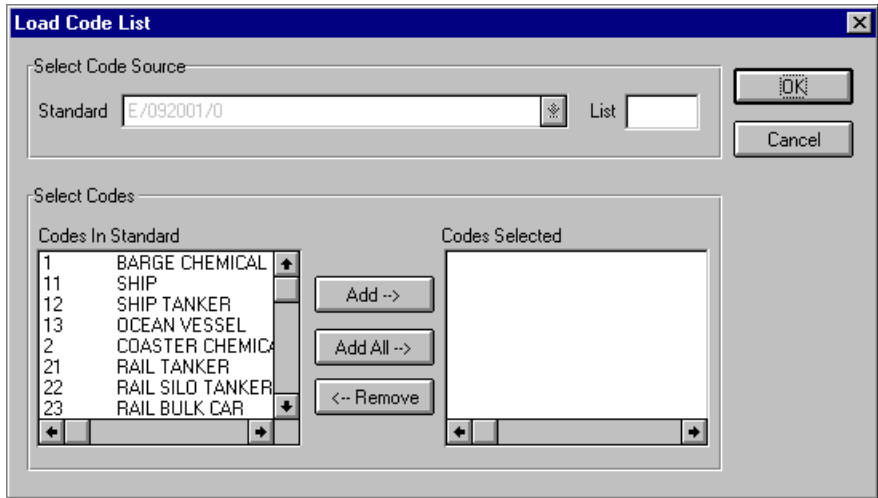 Load Code List
Select Code Source
Standard E/092001/0 List
OK
Cancel
Select Codes
Codes In Standard
Codes Selected
1 BARGE CHEMICAL
11 SHIP
12 SHIP TANKER
13 OCEAN VESSEL
2 COASTER CHEMICA
21 RAIL TANKER
22 RAIL SILO TANKER
23 RAIL BULK CAR
Add -->
Add All -->
<-- Remove